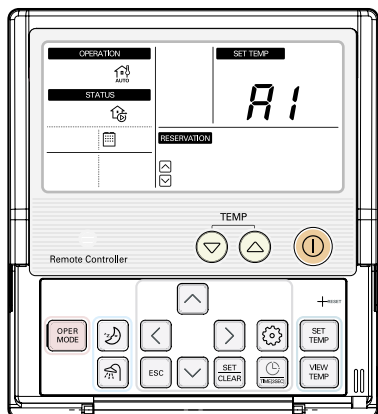 OPERATION
AUTO
SET TEMP
A1
STATUS
RESERVATION
TEMP
Remote Controller
RESET
OPER MODE
SET TEMP
ESC
SET CLEAR
TIME(3SEC)
VIEW TEMP